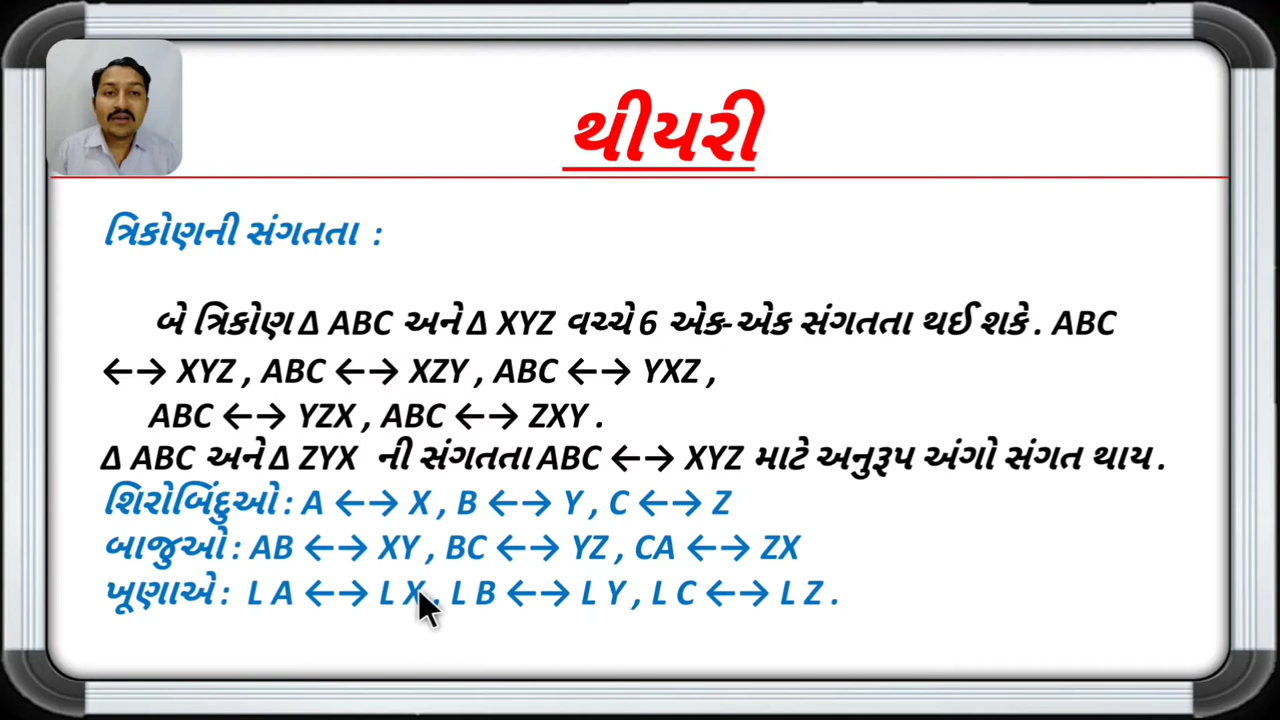 થીયરી
ત્રિકોણની સંગતતા :
બે ત્રિકોણ Δ ABC અને Δ XYZ વચ્ચે 6 એક-એક સંગતતા થઈ શકે . ABC
←→ XYZ , ABC ←→ XZY , ABC ←→ YXZ ,
ABC ←→ YZX , ABC ←→ ZXY .
Δ ABC અને Δ ZYX ની સંગતતા ABC ←→ XYZ માટે અનુરૂપ અંગો સંગત થાય .
શિરોબિંદુઓ : A ←→ X , B ←→ Y , C ←→ Z
બાજુઓ : AB ←→ XY , BC ←→ YZ , CA ←→ ZX
ખૂણાએ : L A ←→ L X , L B ←→ L Y , L C ←→ L Z .